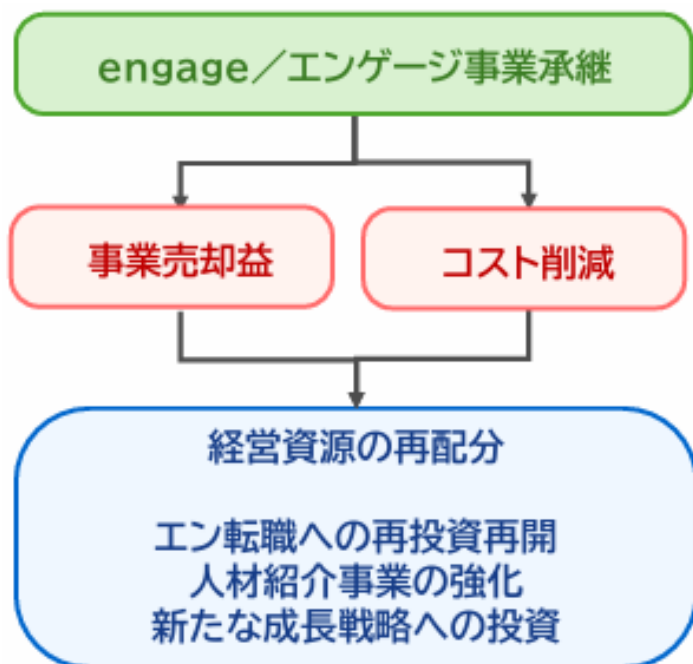 engage／エンゲージ事業承継
事業売却益
コスト削減
経営資源の再配分
エン転職への再投資再開
人材紹介事業の強化
新たな成長戦略への投資